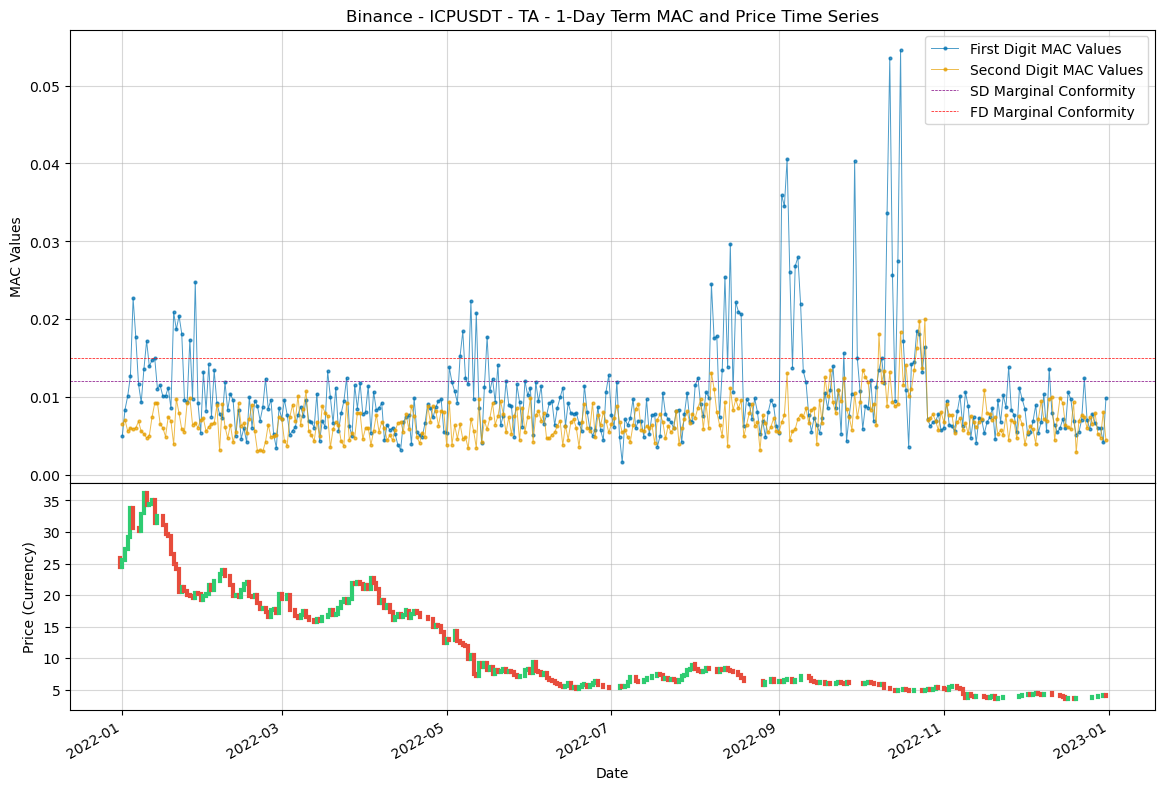 Binance - ICPUSDT - TA - 1-Day Term MAC and Price Time Series
First Digit MAC Values
Second Digit MAC Values
SD Marginal Conformity
FD Marginal Conformity
MAC Values
0.05
0.04
0.03
0.02
0.01
0.00
Price (Currency)
35
30
25
20
15
10
5
2022-01
2022-03
2022-05
2022-07
2022-09
2022-11
2023-01
Date